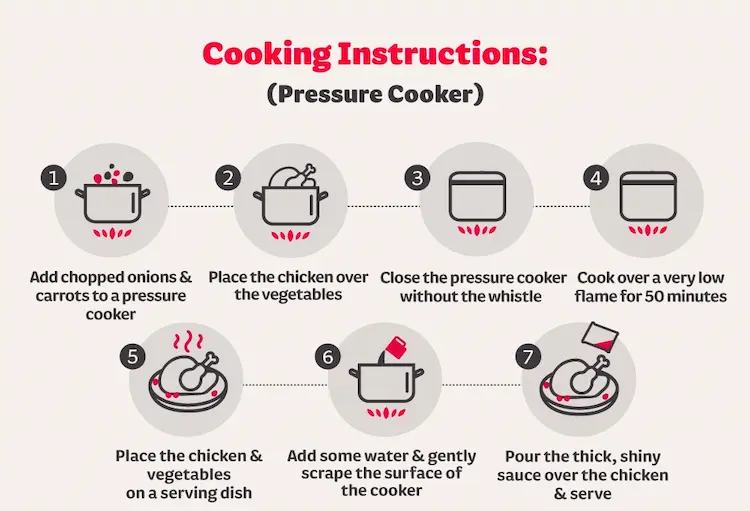 Cooking Instructions:
(Pressure Cooker)
1
Add chopped onions &
carrots to a pressure
cooker
2
Place the chicken over
the vegetables
3
Close the pressure cooker
without the whistle
4
Cook over a very low
flame for 50 minutes
5
Place the chicken &
vegetables
on a serving dish
6
Add some water & gently
scrape the surface of
the cooker
7
Pour the thick, shiny
sauce over the chicken
& serve